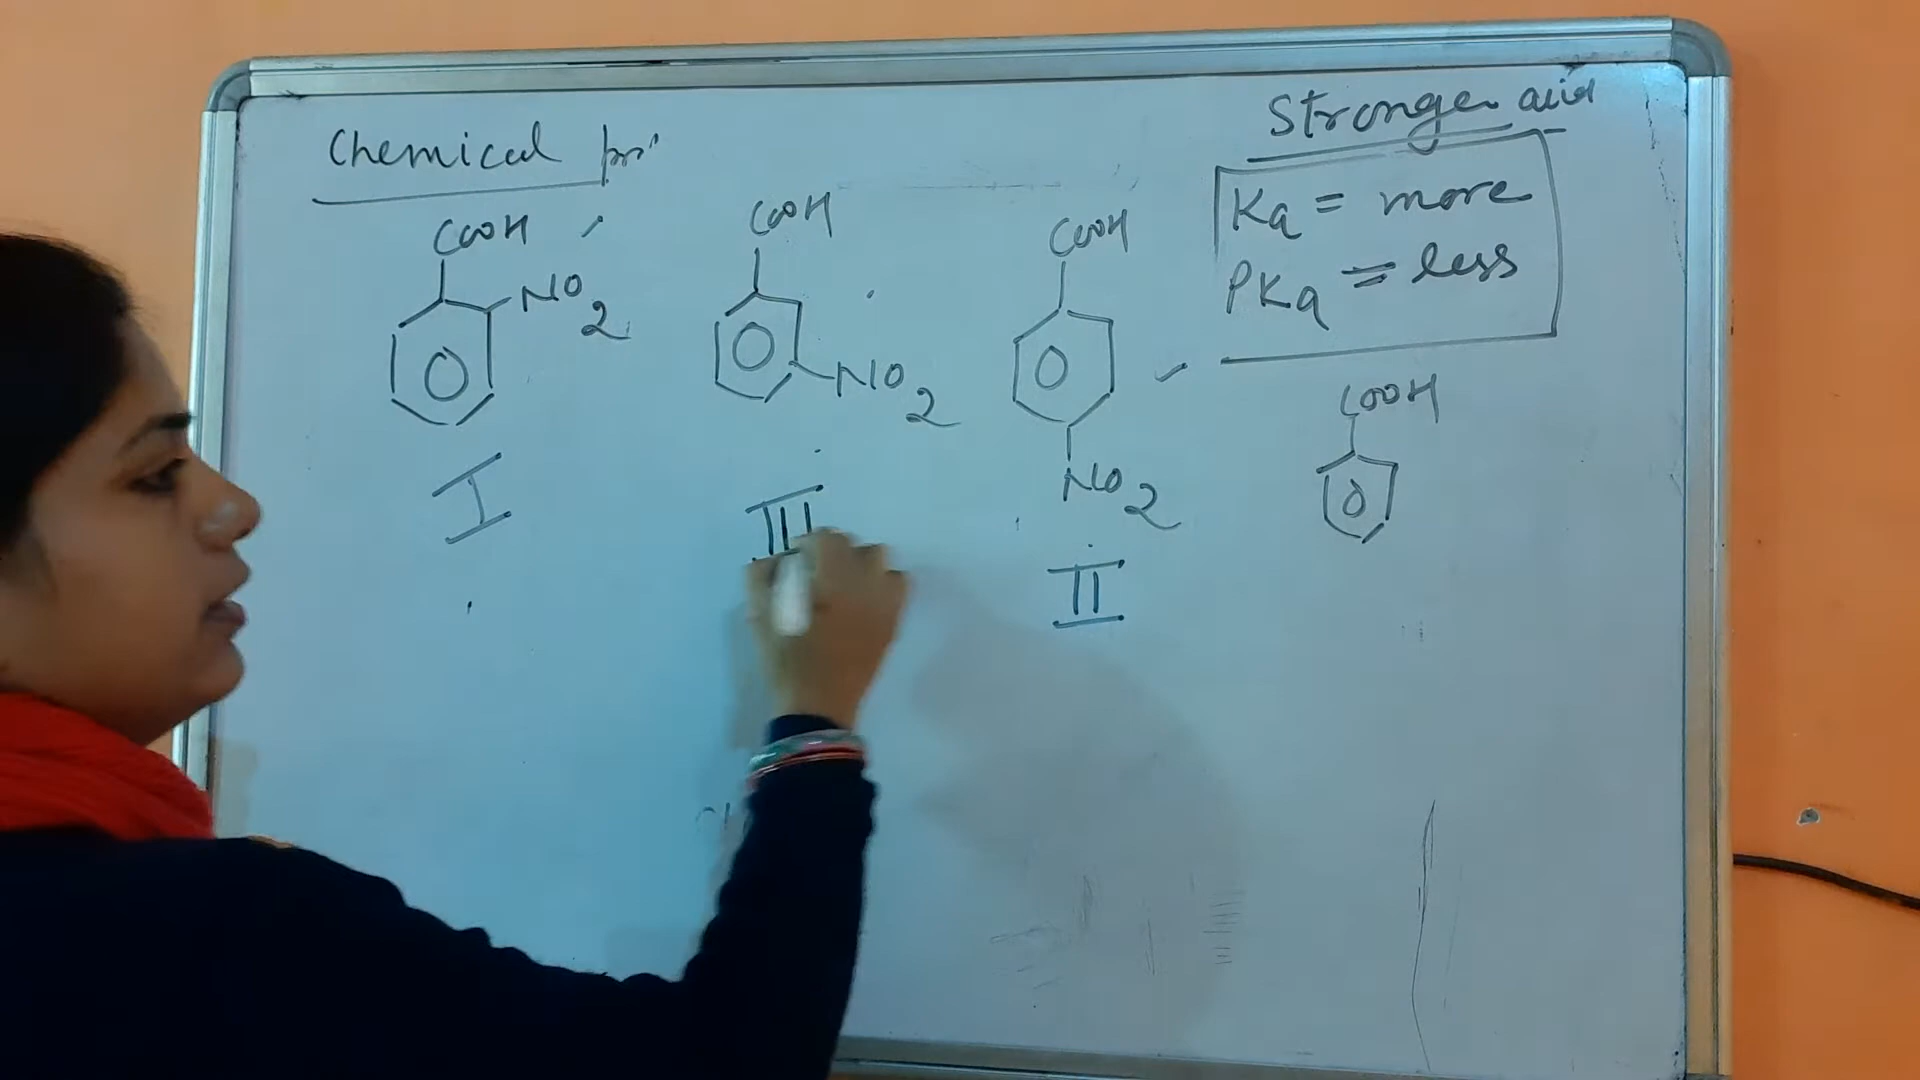 Chemical pr
Stronger acid
Ka = more
PKa = less
COOH
NO2
I
COOH
NO2
III
COOH
NO2
II
COOH